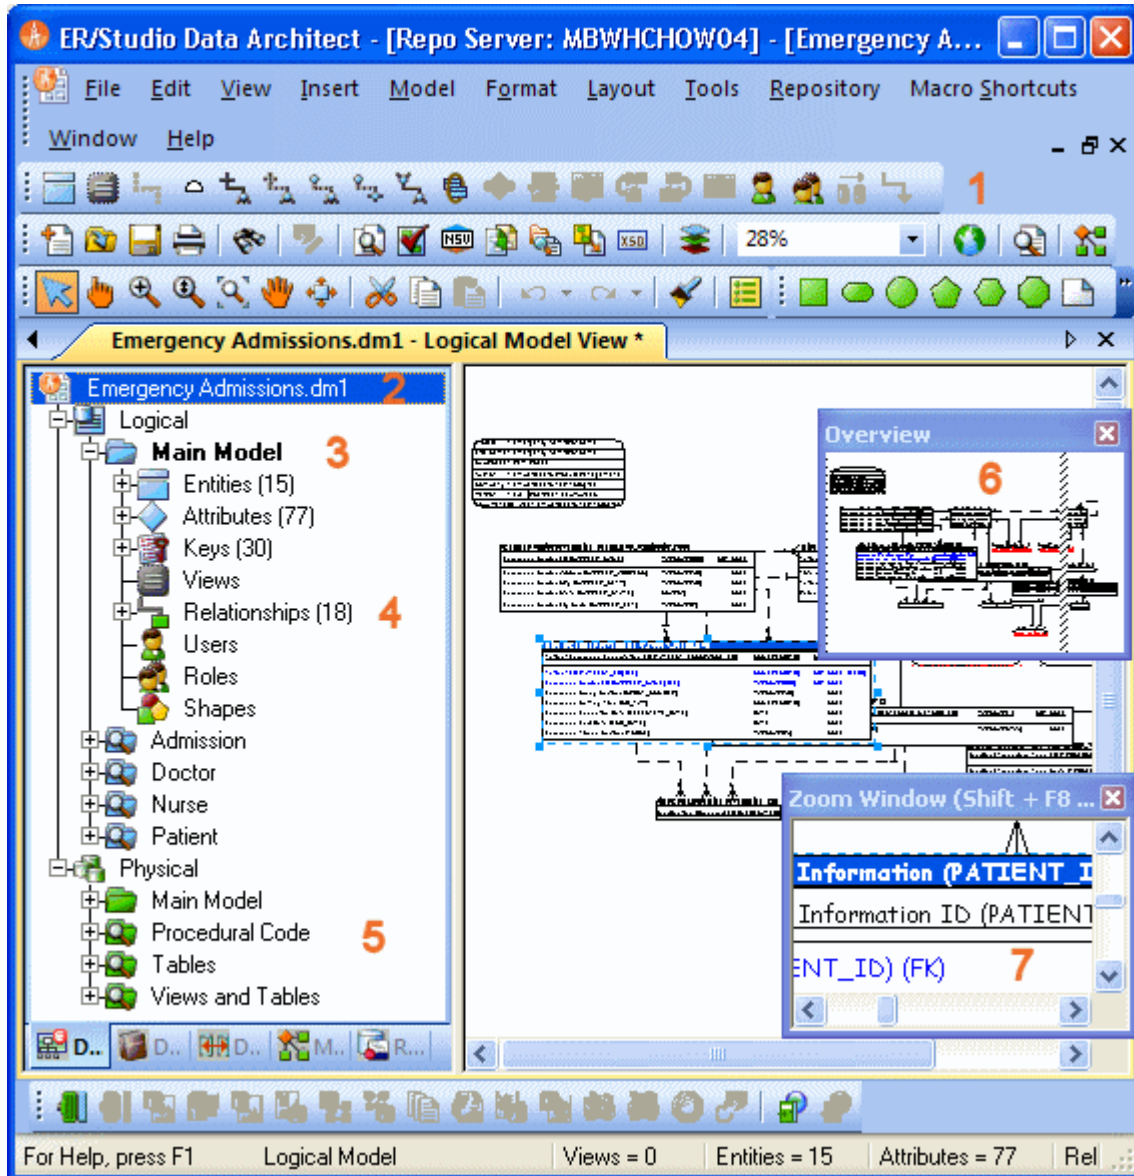 ER/Studio Data Architect - [Repo Server: MBWHCHOW04] - [Emergency A...
File Edit View Insert Model Format Layout Tools Repository Macro Shortcuts
Window Help
1
NSU XSD 28%
Emergency Admissions.dm1 - Logical Model View *
Emergency Admissions.dm1 2
Logical
Main Model 3
Entities (15)
Attributes (77)
Keys (30)
Views
Relationships (18) 4
Users
Roles
Shapes
Admission
Doctor
Nurse
Patient
Physical
Main Model
Procedural Code 5
Tables
Views and Tables
D.. D.. D.. M.. R...
Overview
6
Zoom Window (Shift + F8 ...
Information (PATIENT_I
Information ID (PATIENT
ENT_ID) (FK)
7
For Help, press F1 Logical Model Views = 0 Entities = 15 Attributes = 77 Rel